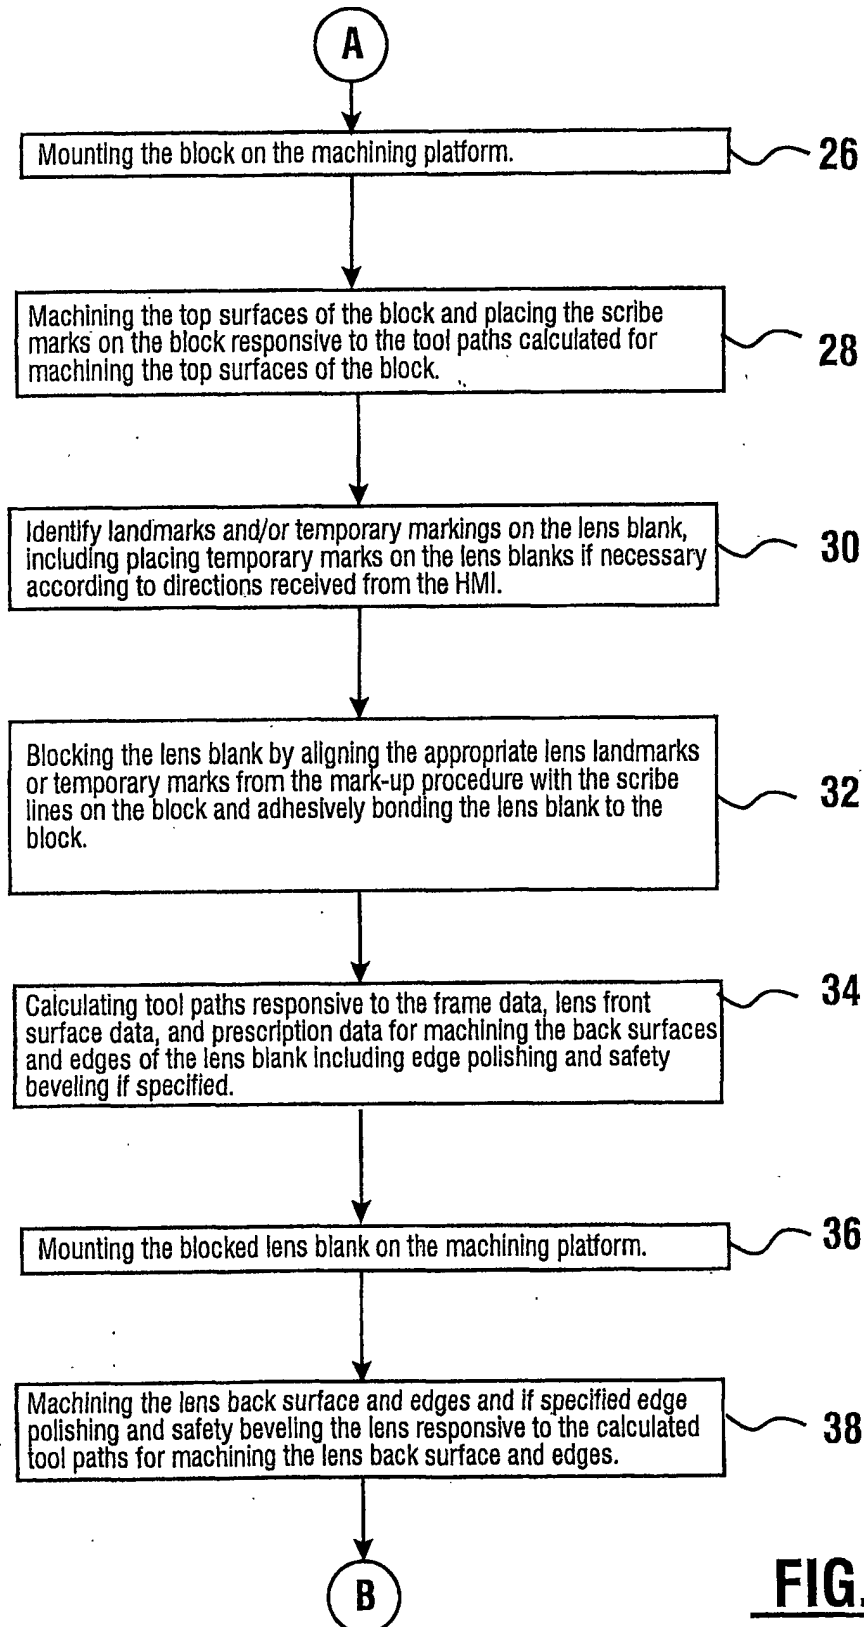 A
Mounting the block on the machining platform.
26
Machining the top surfaces of the block and placing the scribe
marks on the block responsive to the tool paths calculated for
machining the top surfaces of the block.
28
Identify landmarks and/or temporary markings on the lens blank,
including placing temporary marks on the lens blanks if necessary
according to directions received from the HMI.
30
Blocking the lens blank by aligning the appropriate lens landmarks
or temporary marks from the mark-up procedure with the scribe
lines on the block and adhesively bonding the lens blank to the
block.
32
Calculating tool paths responsive to the frame data, lens front
surface data, and prescription data for machining the back surfaces
and edges of the lens blank including edge polishing and safety
beveling if specified.
34
Mounting the blocked lens blank on the machining platform.
36
Machining the lens back surface and edges and if specified edge
polishing and safety beveling the lens responsive to the calculated
tool paths for machining the lens back surface and edges.
38
B
FIG.